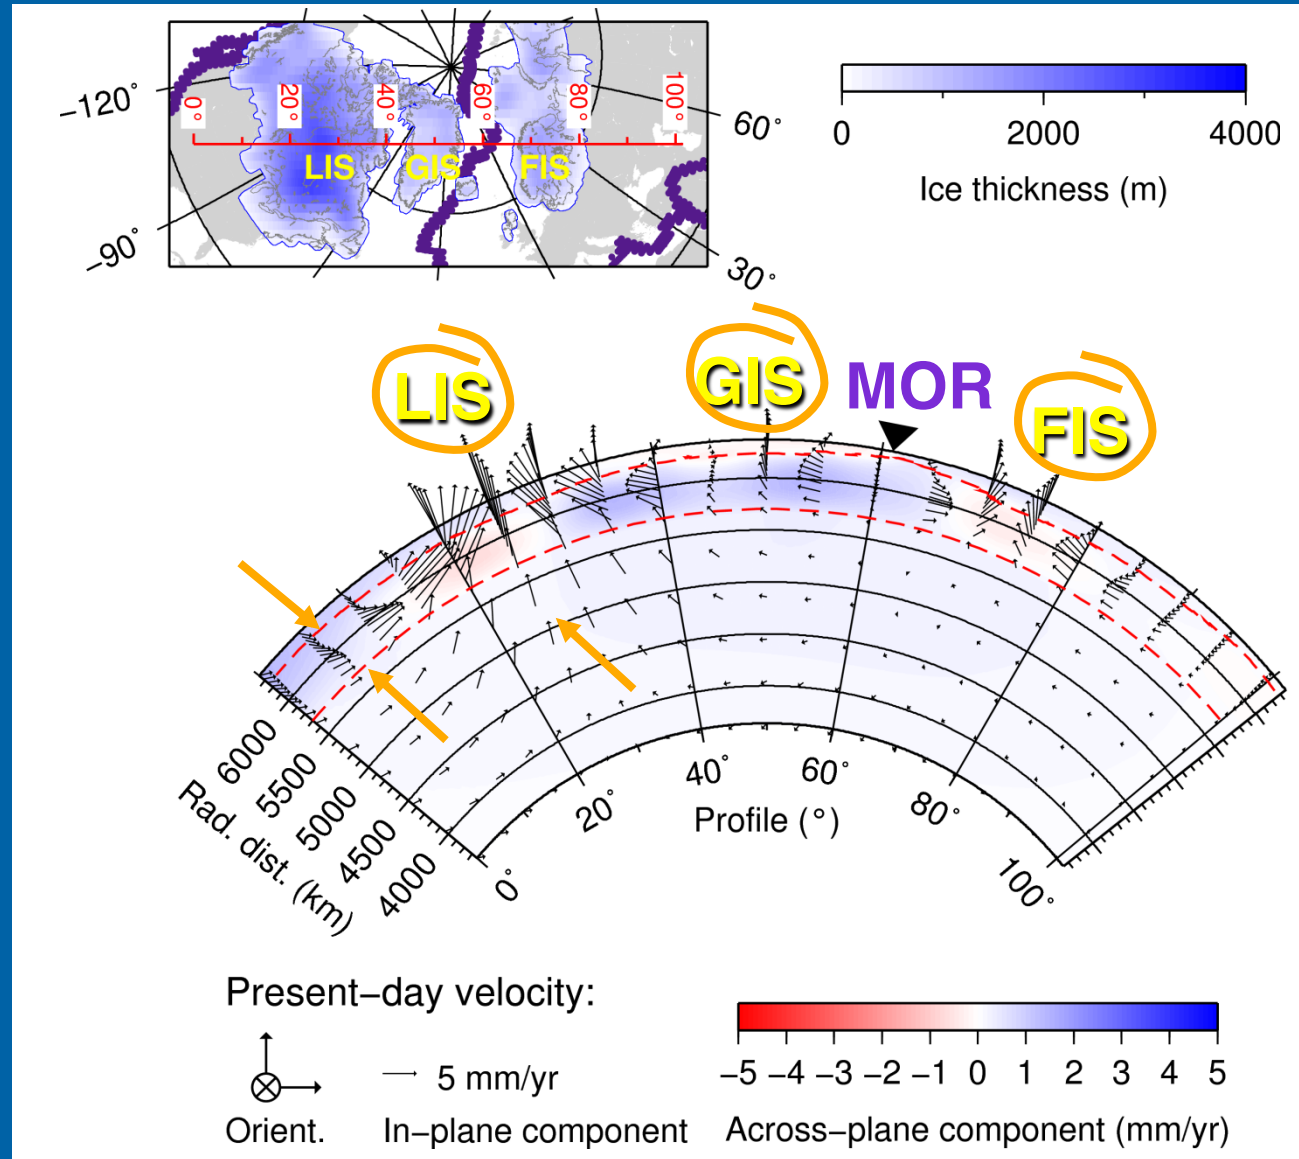 −120°
0°
20°
40°
60°
80°
100°
60°
LIS
GIS
FIS
−90°
30°
0
2000
4000
Ice thickness (m)
LIS
GIS
MOR
FIS
6000
5500
5000
4500
4000
Rad. dist. (km)
0°
20°
40°
60°
80°
100°
Profile (°)
Present−day velocity:
5 mm/yr
Orient.
In−plane component
−5 −4 −3 −2 −1 0 1 2 3 4 5
Across−plane component (mm/yr)